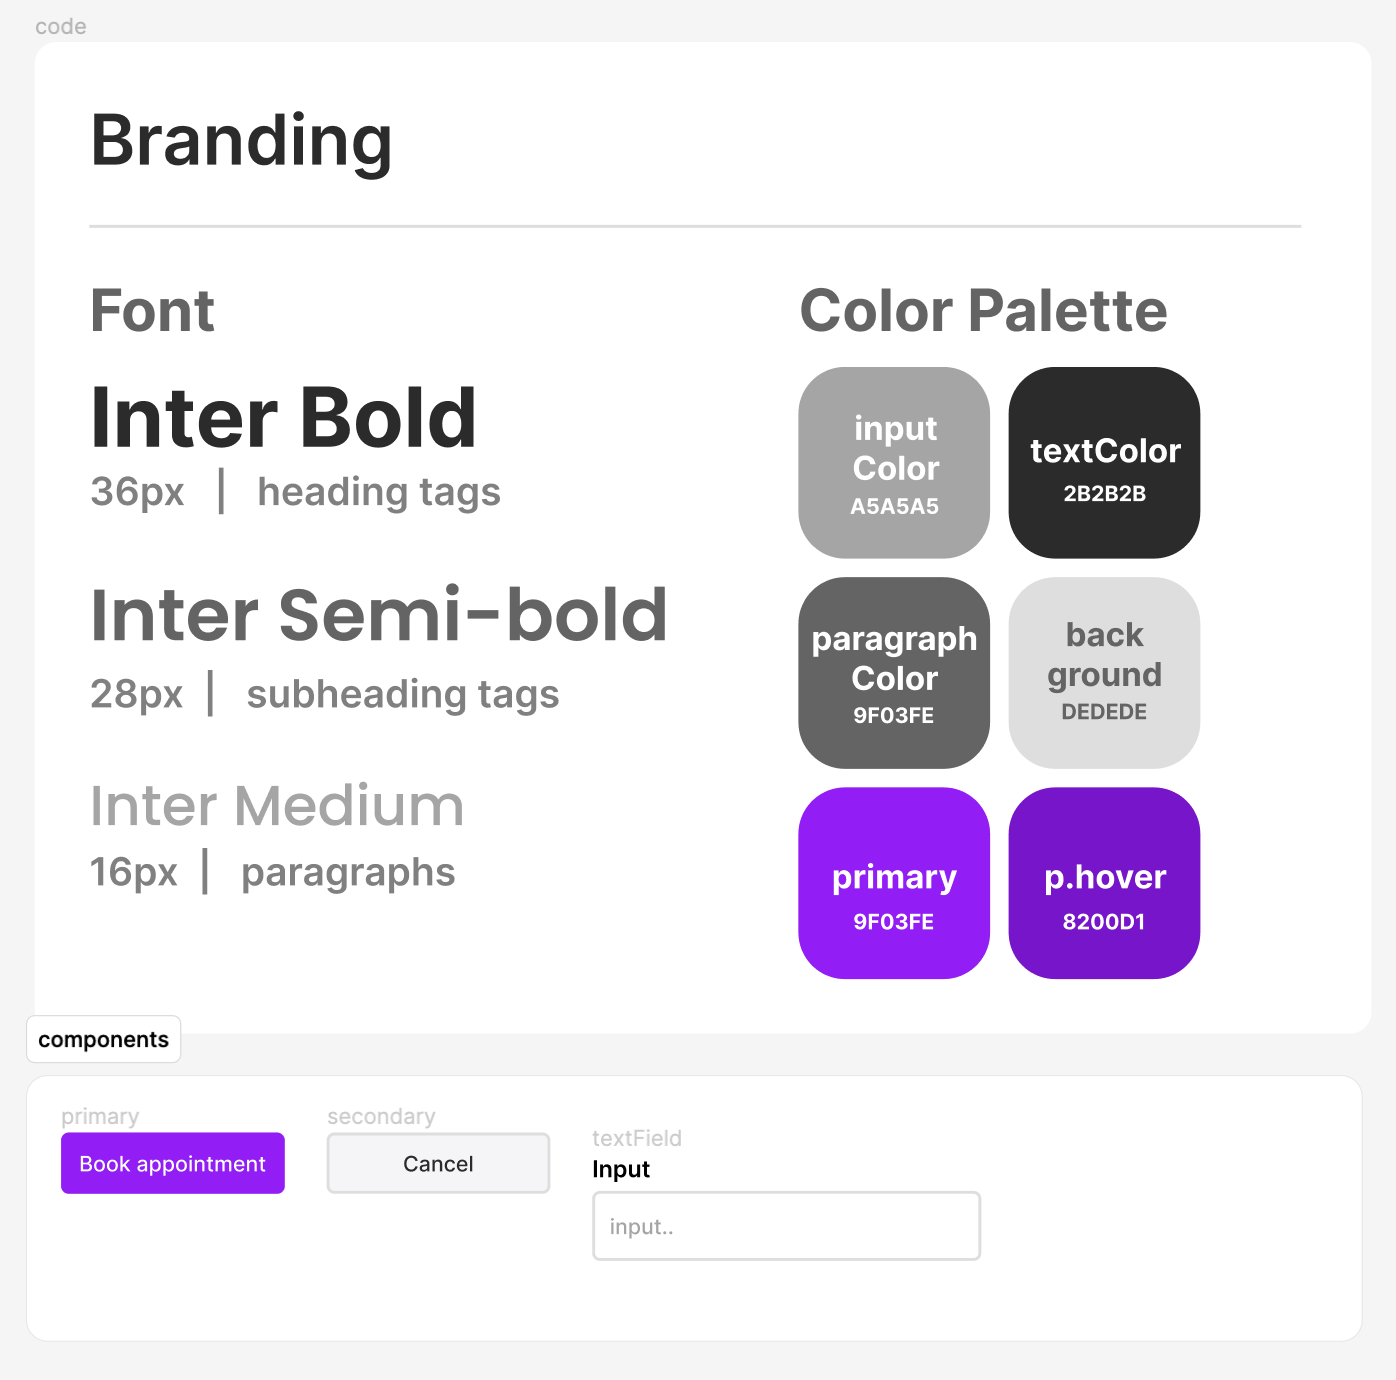 code
Branding
Font
Inter Bold
36px | heading tags
Inter Semi-bold
28px | subheading tags
Inter Medium
16px | paragraphs
Color Palette
input
Color
A5A5A5
textColor
2B2B2B
paragraph
Color
9F03FE
back
ground
DEDEDE
primary
9F03FE
p.hover
8200D1
components
primary
Book appointment
secondary
Cancel
textField
Input
input..